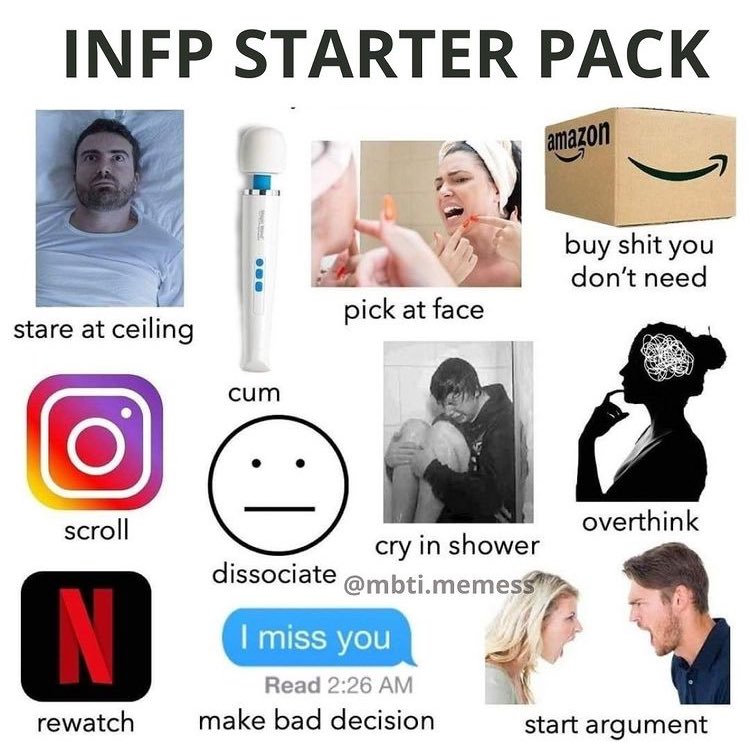 INFP STARTER PACK
amazon
buy shit you
don't need
pick at face
stare at ceiling
cum
scroll
dissociate
cry in shower
overthink
@mbti.memess
N
rewatch
I miss you
Read 2:26 AM
make bad decision
start argument